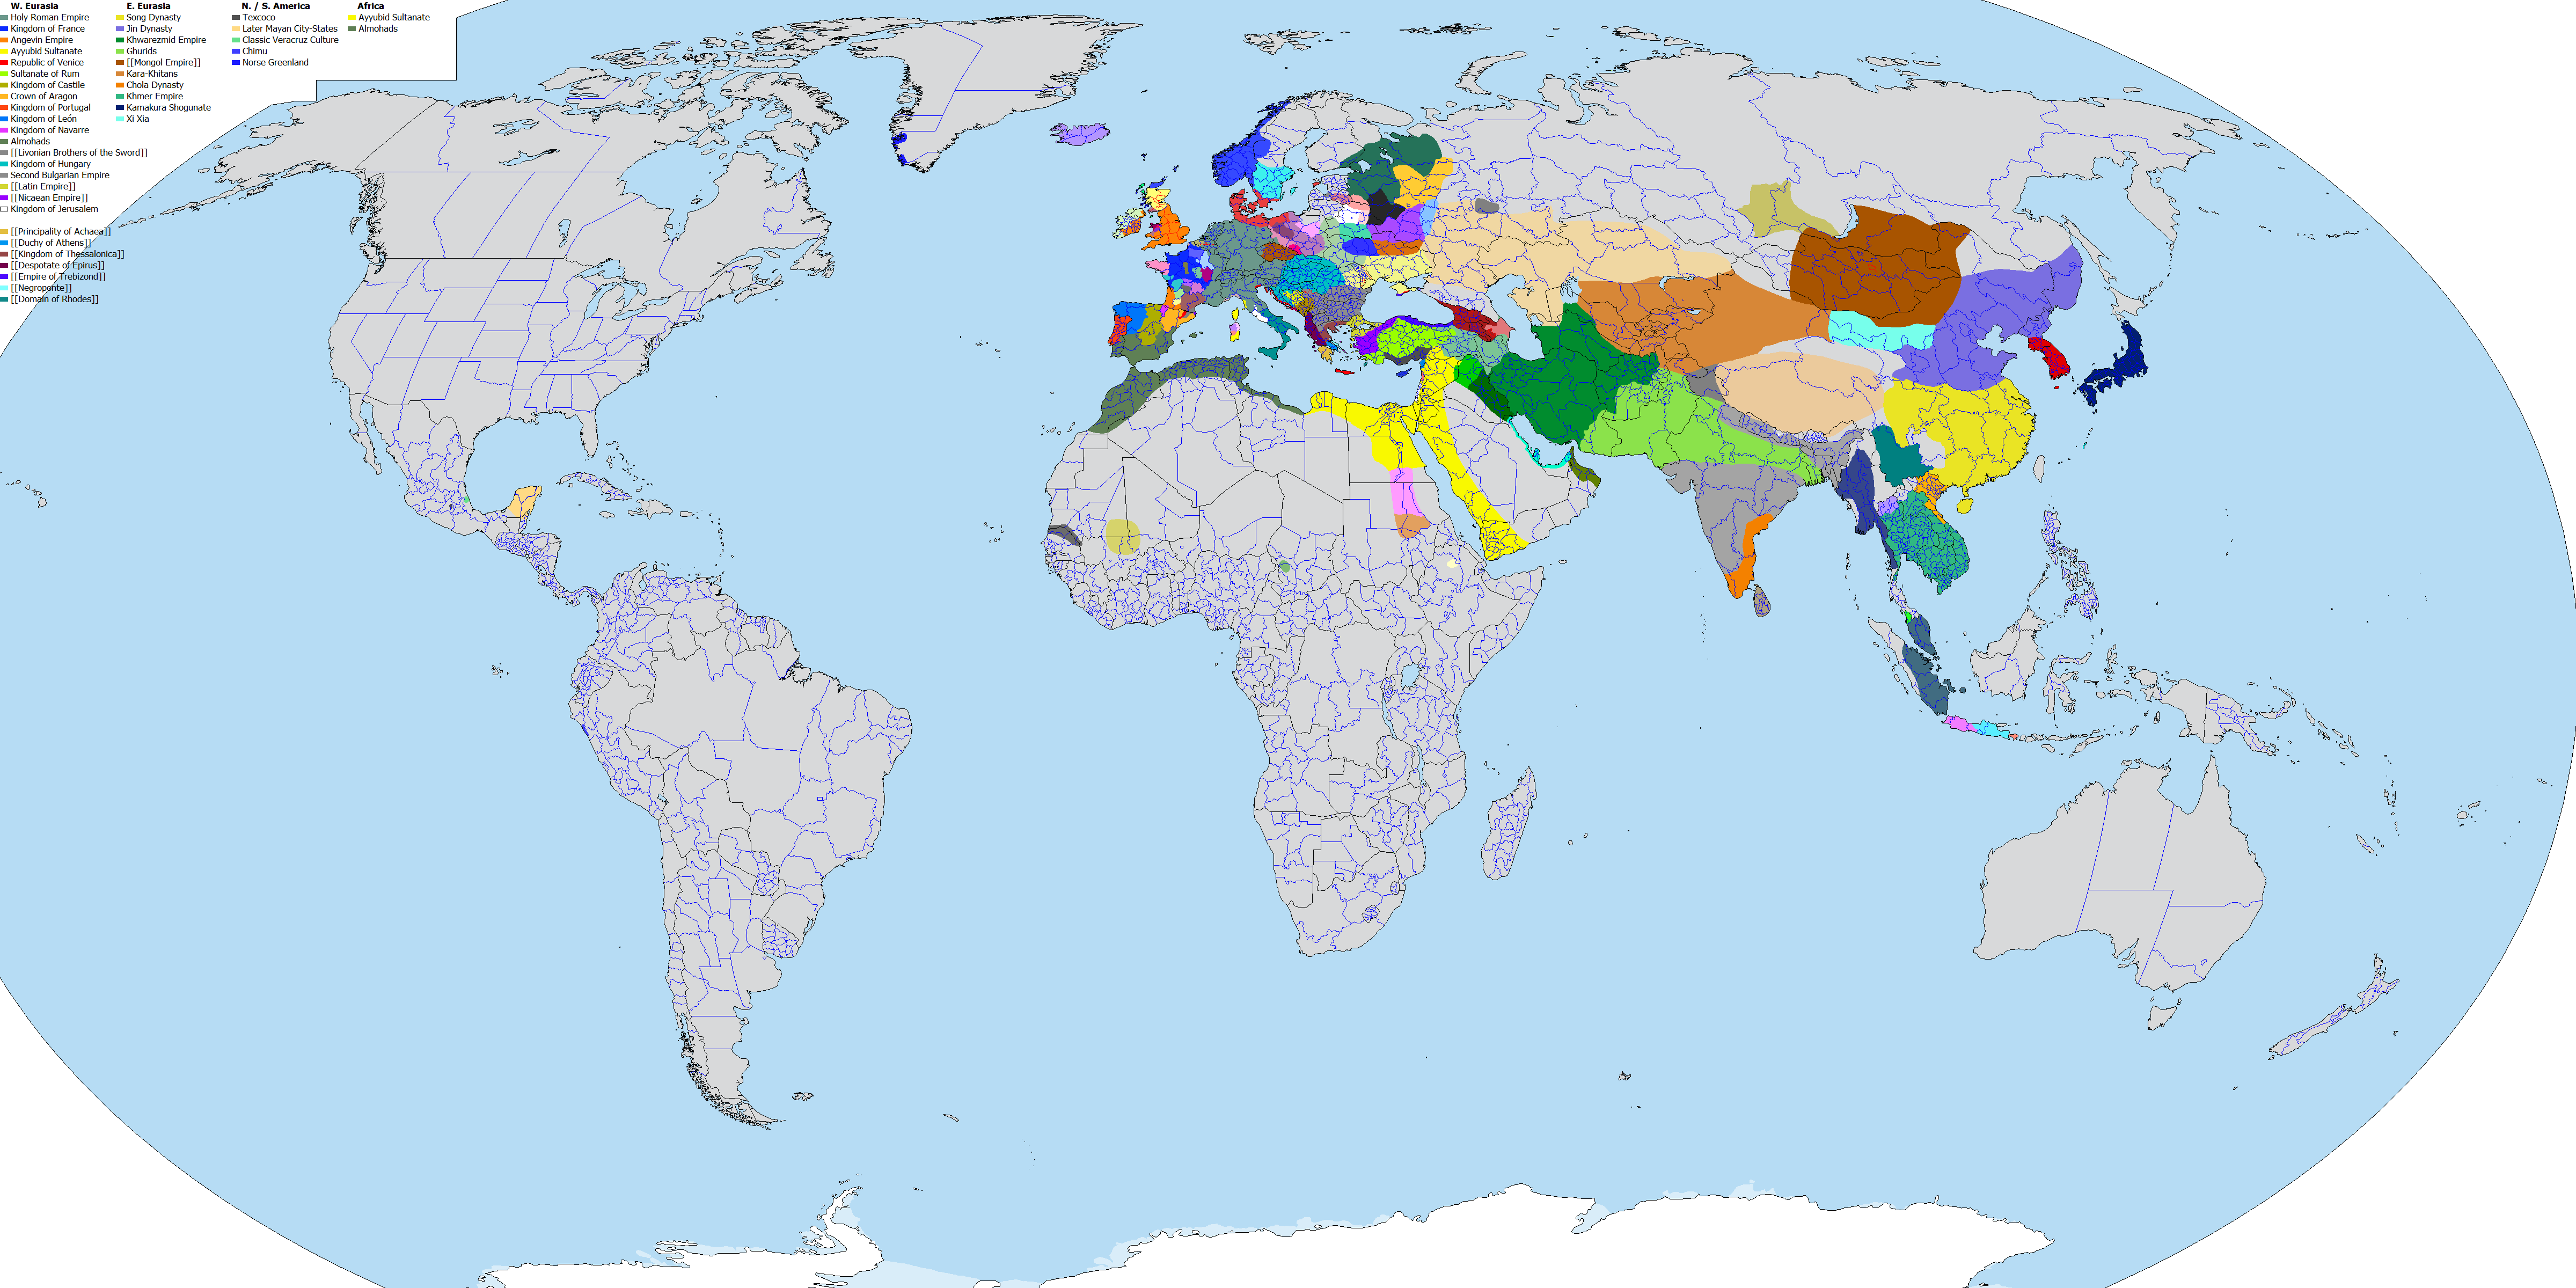 W. Eurasia
Holy Roman Empire
Kingdom of France
Angevin Empire
Ayyubid Sultanate
Republic of Venice
Sultanate of Rum
Kingdom of Castile
Crown of Aragon
Kingdom of Portugal
Kingdom of León
Kingdom of Navarre
Almohads
[[Livonian Brothers of the Sword]]
Kingdom of Hungary
Second Bulgarian Empire
[[Latin Empire]]
[[Nicaean Empire]]
Kingdom of Jerusalem
[[Principality of Achaea]]
[[Duchy of Athens]]
[[Kingdom of Thessalonica]]
[[Despotate of Epirus]]
[[Empire of Trebizond]]
[[Negroponte]]
[[Domain of Rhodes]]
E. Eurasia
Song Dynasty
Jin Dynasty
Khwarezmid Empire
Ghurids
[[Mongol Empire]]
Kara-Khitans
Chola Dynasty
Khmer Empire
Kamakura Shogunate
Xi Xia
N. / S. America
Texcoco
Later Mayan City-States
Classic Veracruz Culture
Chimu
Norse Greenland
Africa
Ayyubid Sultanate
Almohads